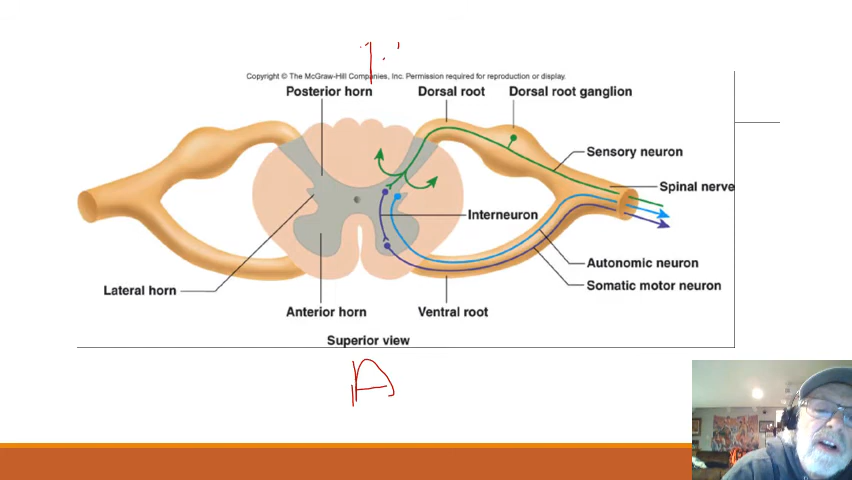 Copyright © The McGraw-Hill Companies, Inc. Permission required for reproduction or display.
Posterior horn
Dorsal root
Dorsal root ganglion
Sensory neuron
Spinal nerve
Interneuron
Autonomic neuron
Somatic motor neuron
Lateral horn
Anterior horn
Ventral root
Superior view
A